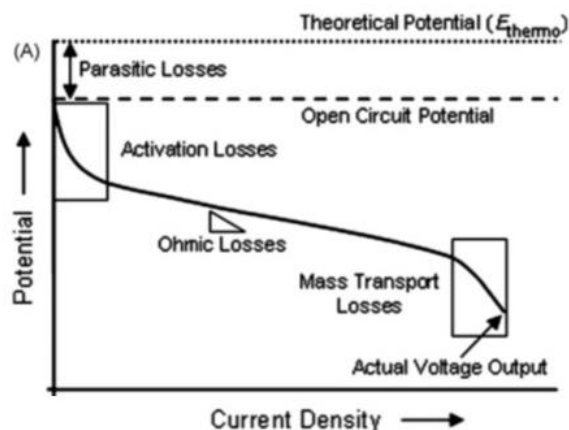 Theoretical Potential (E_thermo)
(A)
Parasitic Losses
Open Circuit Potential
Activation Losses
Ohmic Losses
Mass Transport
Losses
Actual Voltage Output
Potential
Current Density